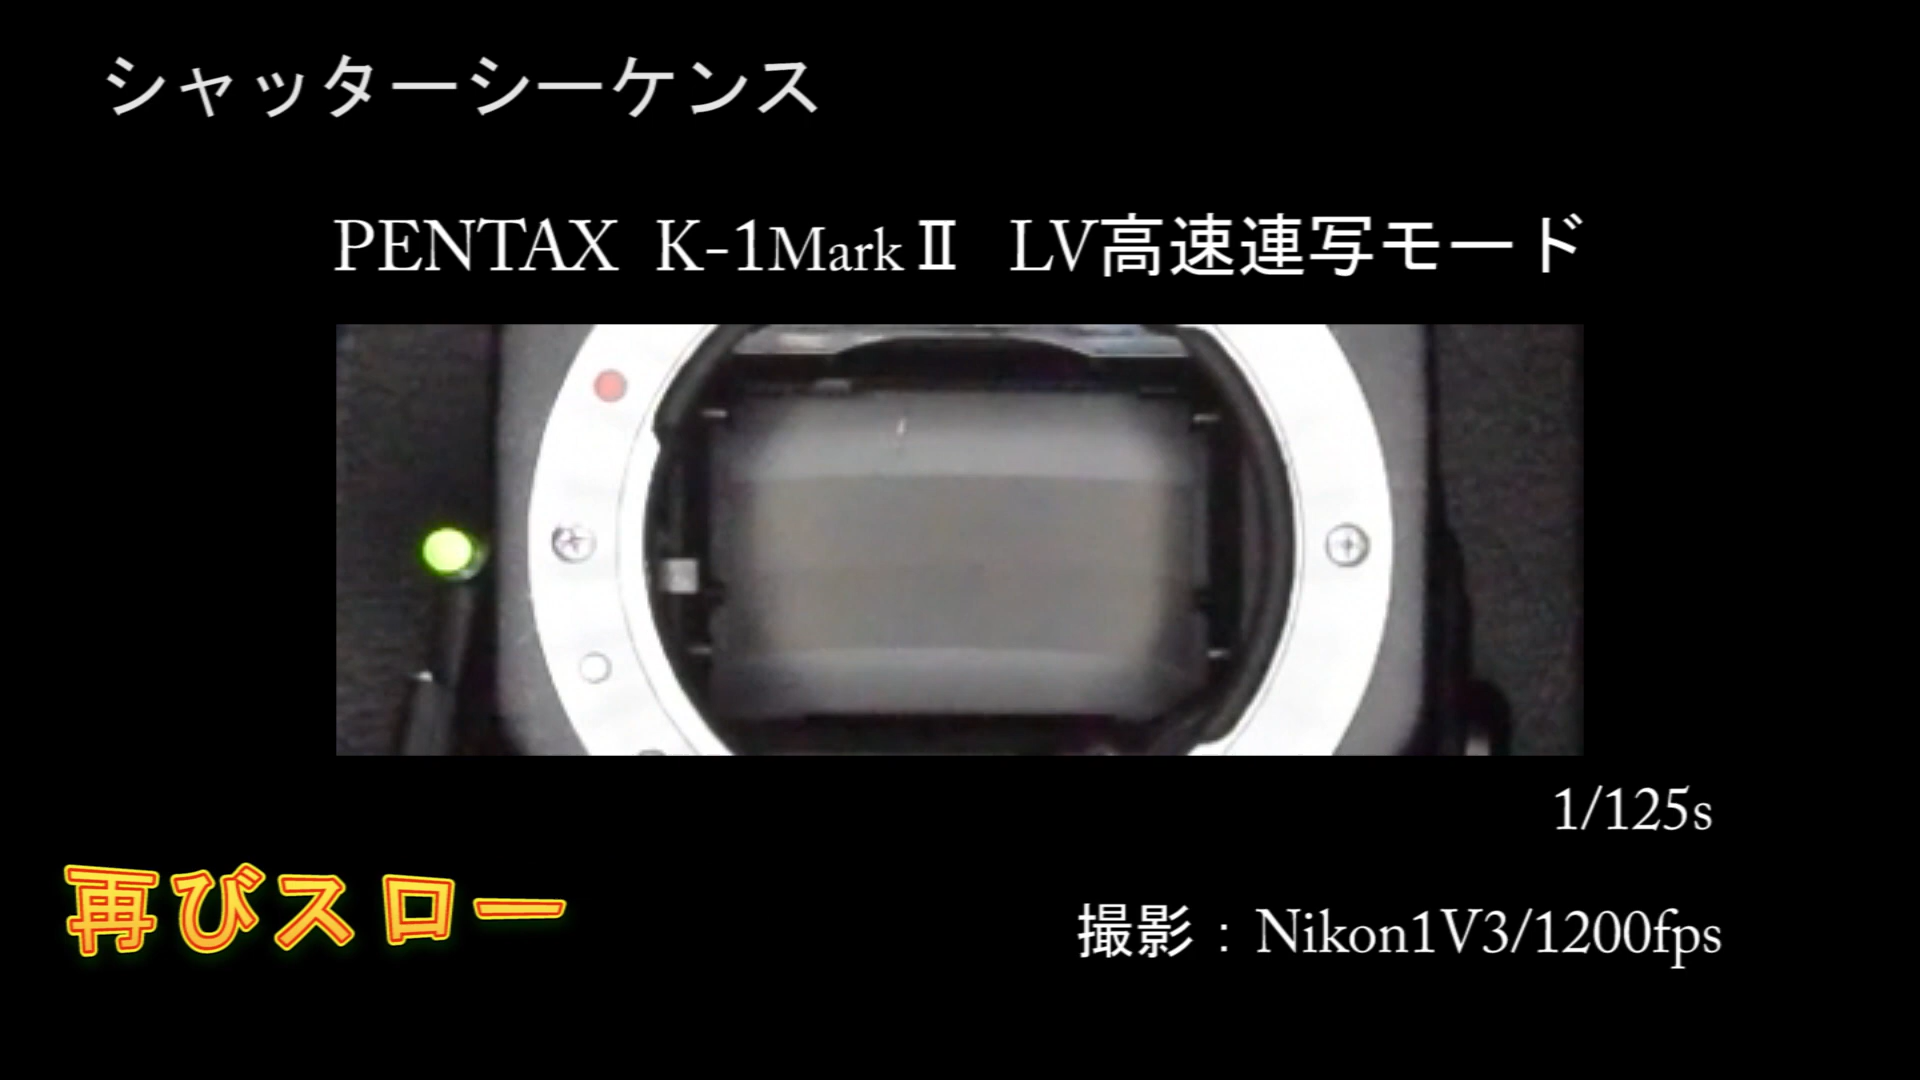 シャッターシーケンス
PENTAX K-1MarkⅡ LV高速連写モード
1/125s
再びスロー
撮影：Nikon1V3/1200fps